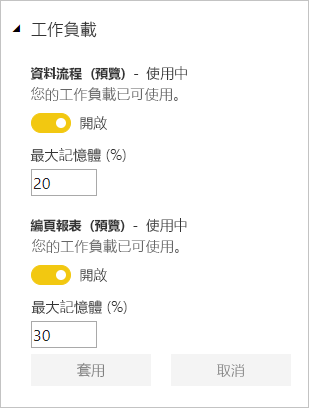 工作負載
資料流程（預覽）- 使用中
您的工作負載已可使用。
開啟
最大記憶體 (%)
20
編頁報表（預覽）- 使用中
您的工作負載已可使用。
開啟
最大記憶體 (%)
30
套用 取消